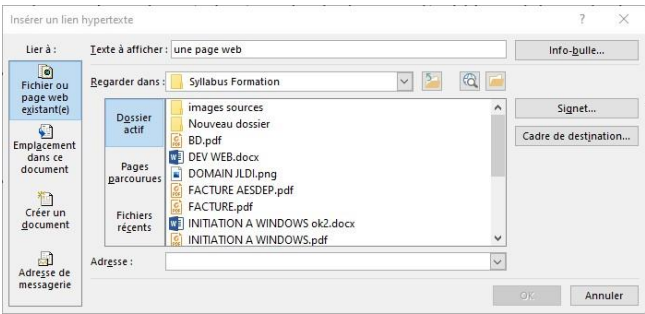 Insérer un lien hypertexte
? ×
Lier à :
Texte à afficher : une page web
Info-bulle...
Fichier ou
page web
existant(e)
Regarder dans : Syllabus Formation
Emplacement
dans ce
document
Créer un
document
Adresse de
messagerie
Dossier
actif
Pages
parcourues
Fichiers
récents
images sources
Nouveau dossier
BD.pdf
DEV WEB.docx
DOMAIN JLDI.png
FACTURE AESDEP.pdf
FACTURE.pdf
INITIATION A WINDOWS ok2.docx
INITIATION A WINDOWS.pdf
Signet...
Cadre de destination...
Adresse :
OK
Annuler